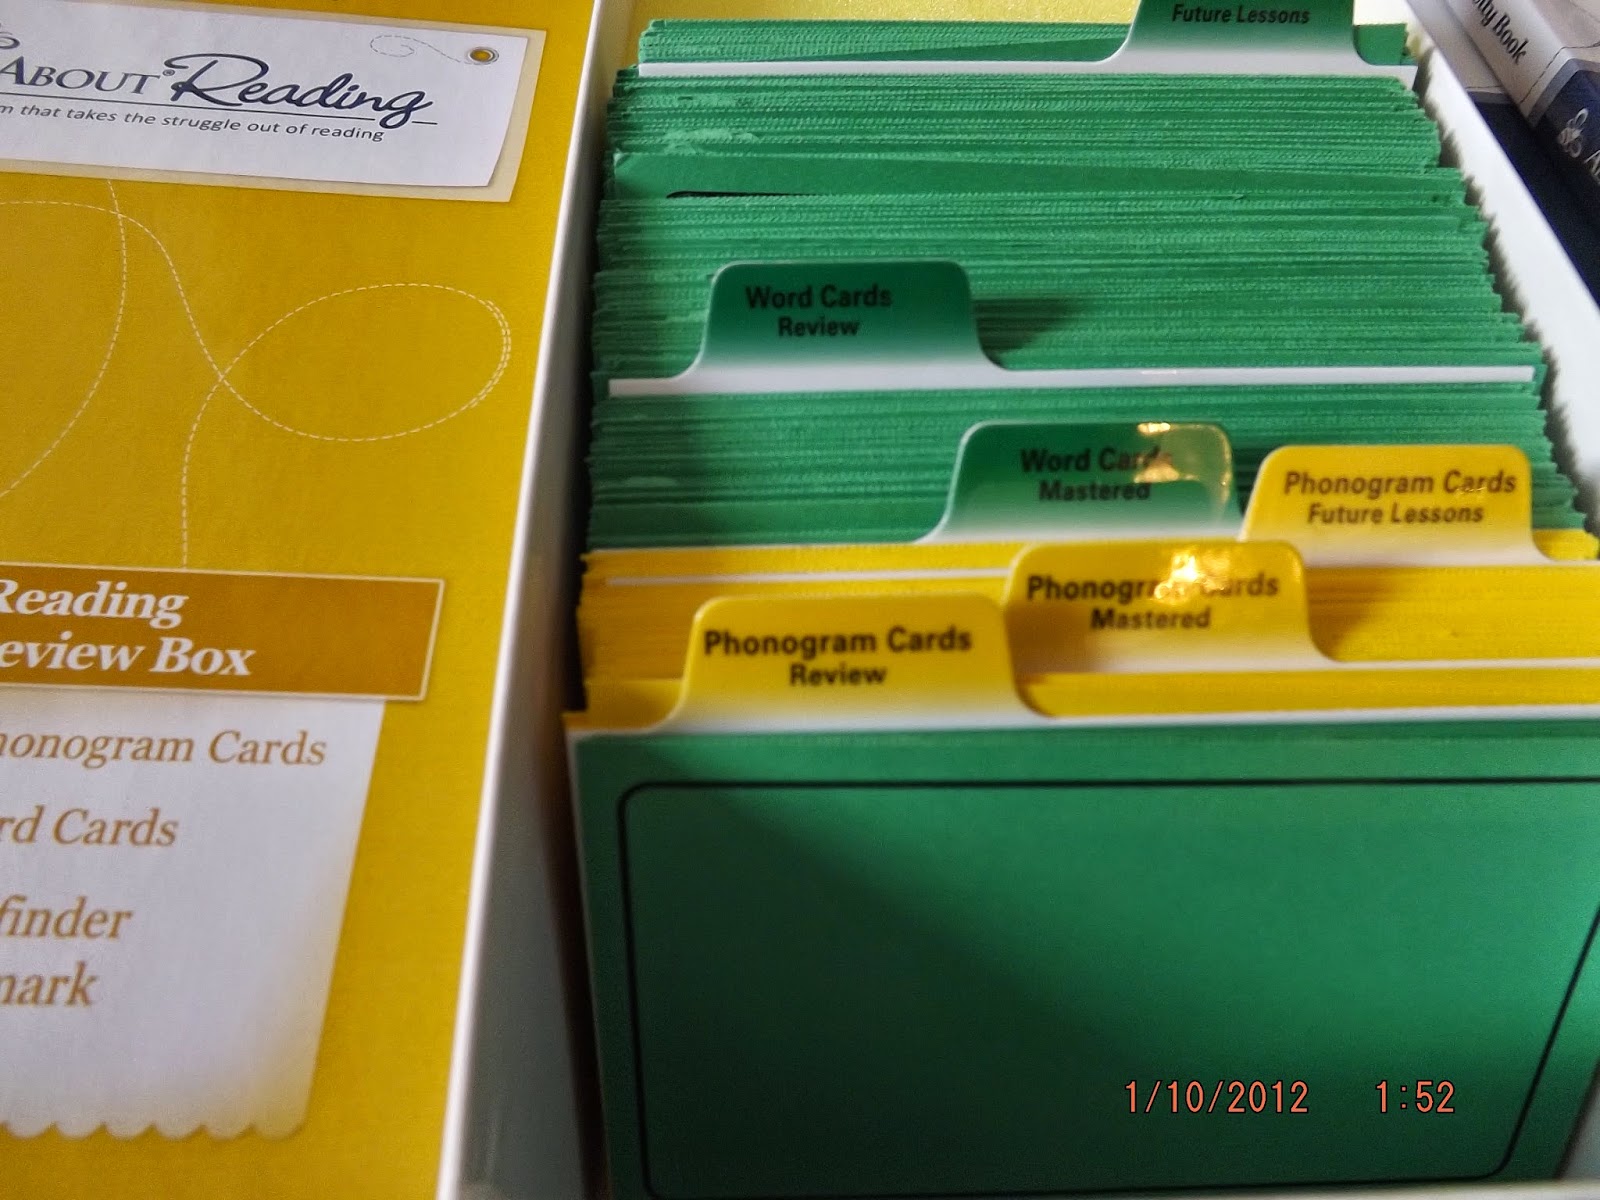 ABOUT® Reading
m that takes the struggle out of reading
Reading
eview Box
honogram Cards
rd Cards
finder
mark
Future Lessons
Word Cards
Review
Word Cards
Mastered
Phonogram Cards
Future Lessons
Phonogram Cards
Mastered
Phonogram Cards
Review
Book
1/10/2012 1:52